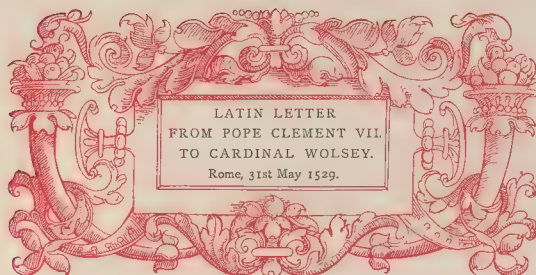 LATIN LETTER
FROM POPE CLEMENT VII.
TO CARDINAL WOLSEY.
Rome, 31st May 1529.